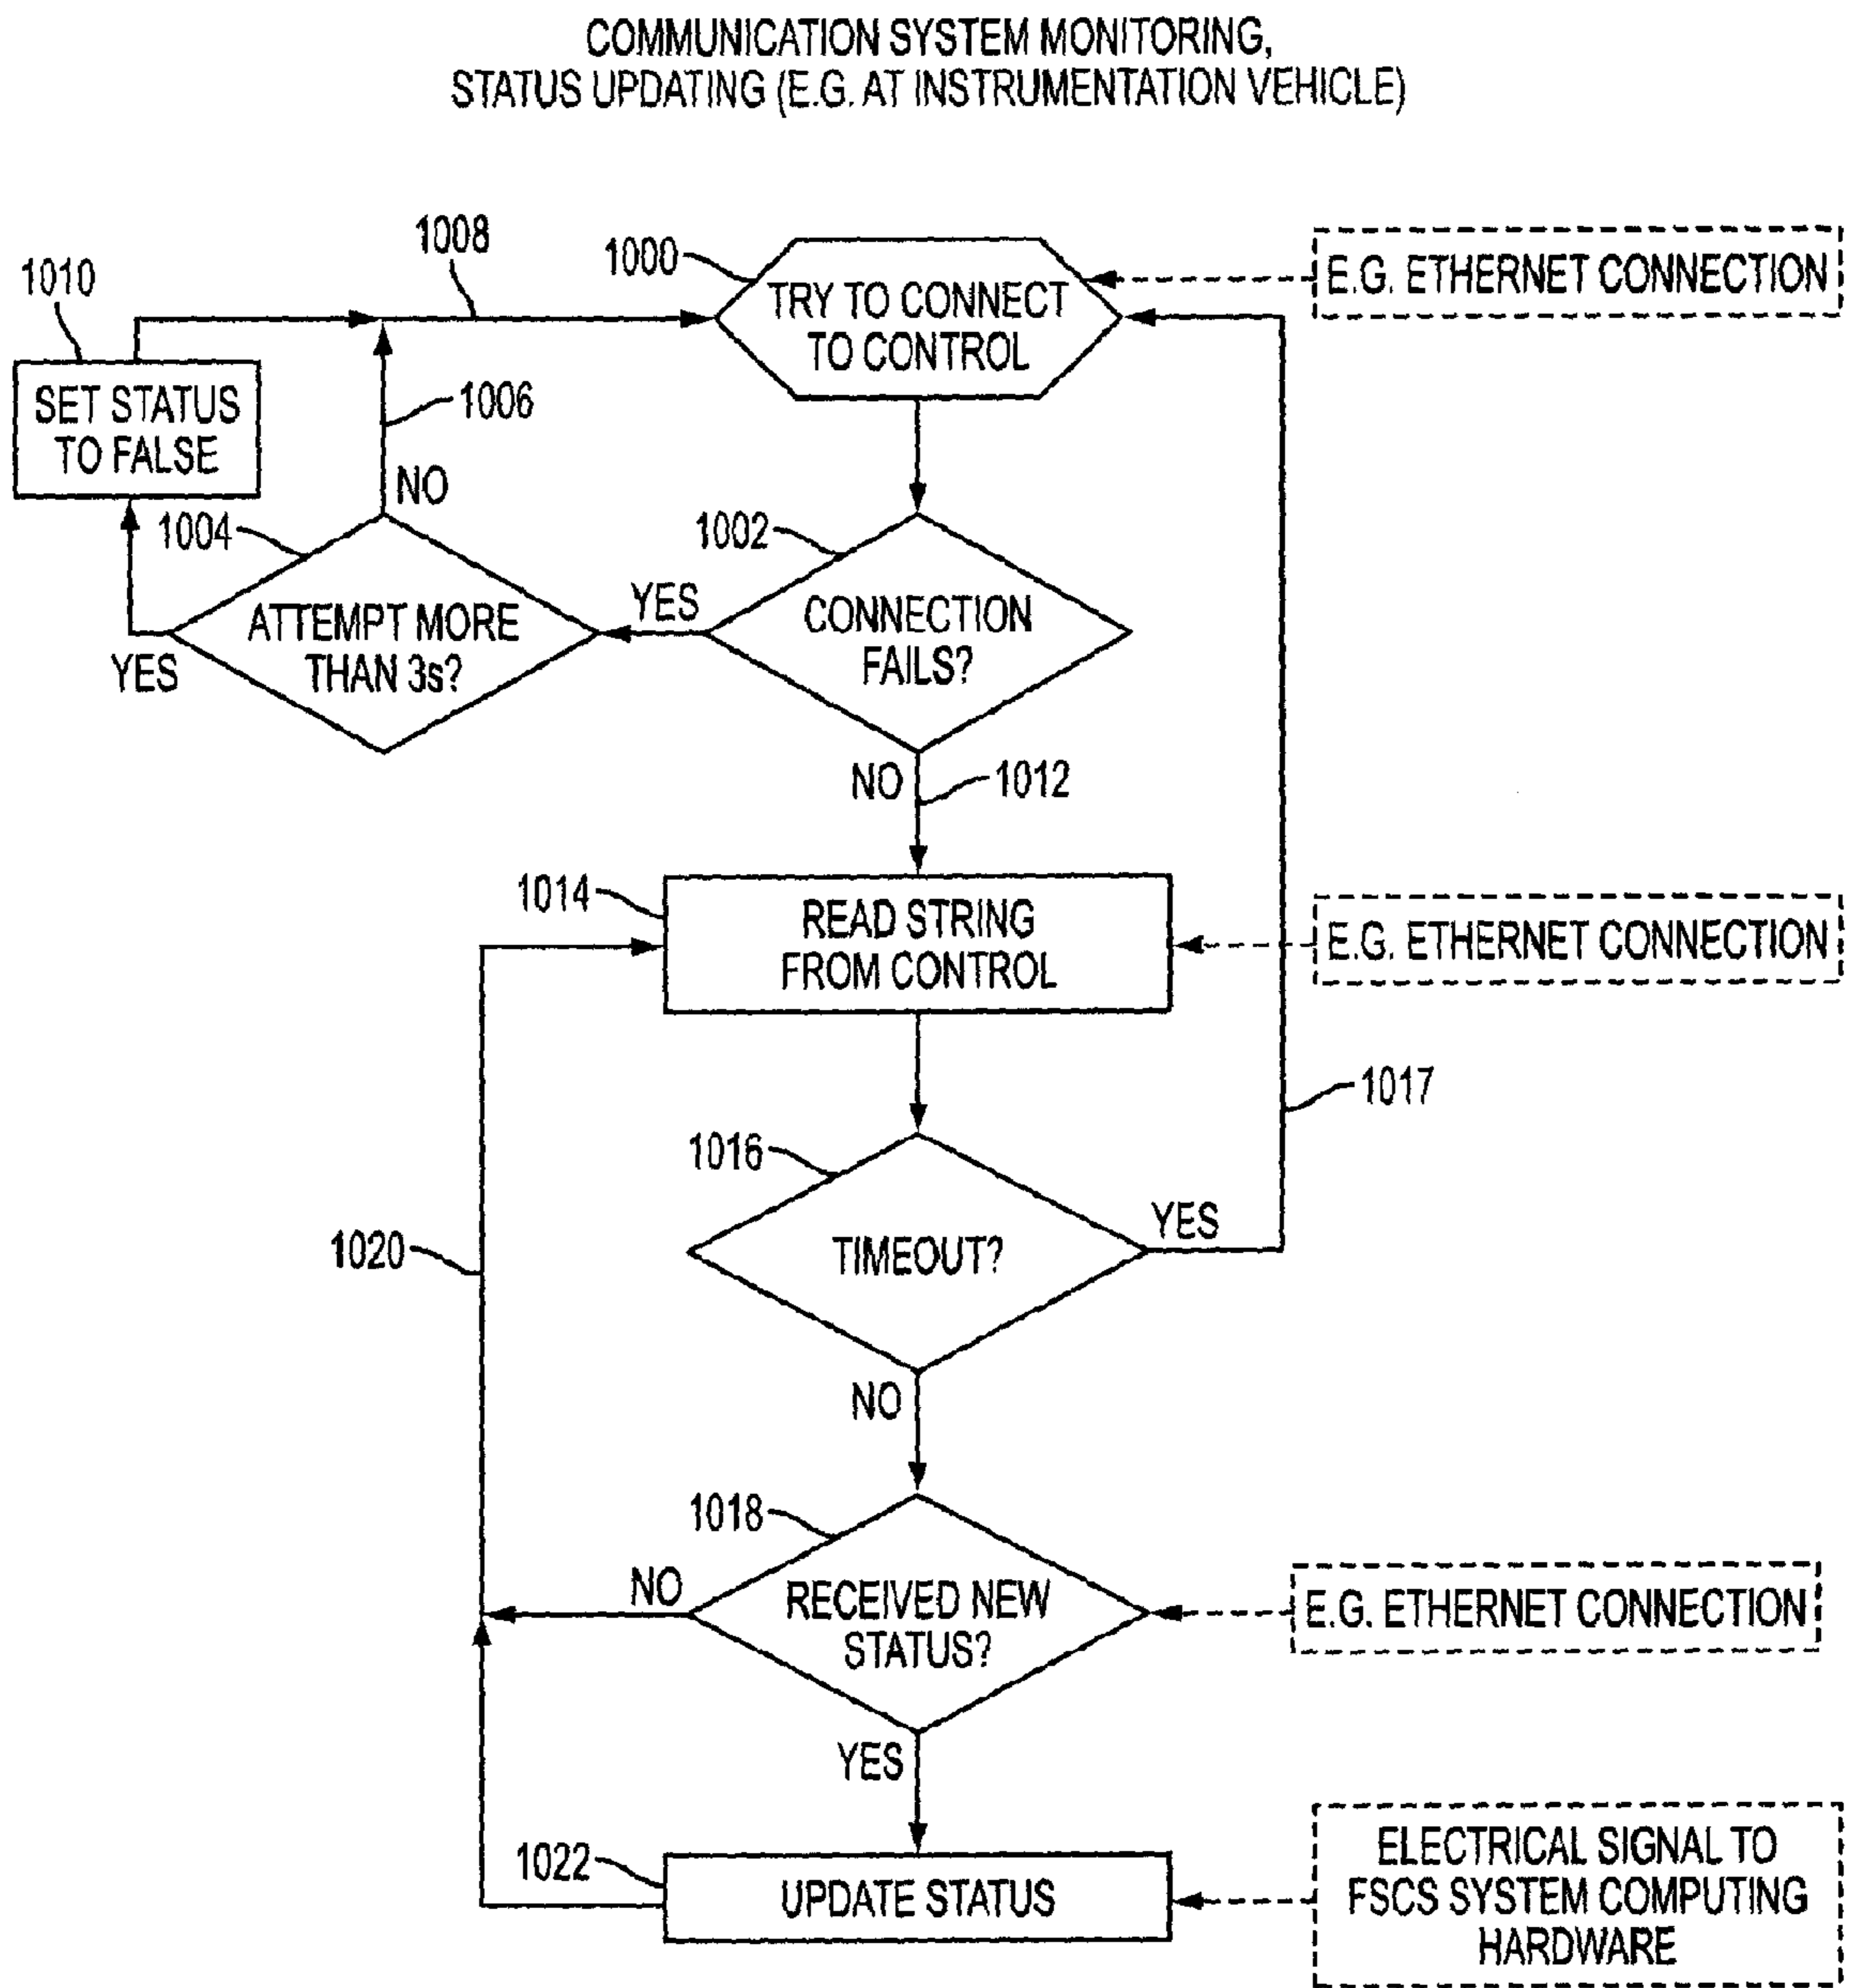 COMMUNICATION SYSTEM MONITORING,
STATUS UPDATING (E.G. AT INSTRUMENTATION VEHICLE)
1008
1000
1010
TRY TO CONNECT
TO CONTROL
E.G. ETHERNET CONNECTION
SET STATUS
TO FALSE
1006
NO
1004
1002
ATTEMPT MORE
THAN 3s?
YES
YES
CONNECTION
FAILS?
NO
1012
1014
READ STRING
FROM CONTROL
E.G. ETHERNET CONNECTION
1017
1016
TIMEOUT?
YES
1020
NO
1018
NO
RECEIVED NEW
STATUS?
E.G. ETHERNET CONNECTION
YES
1022
UPDATE STATUS
ELECTRICAL SIGNAL TO
FSCS SYSTEM COMPUTING
HARDWARE